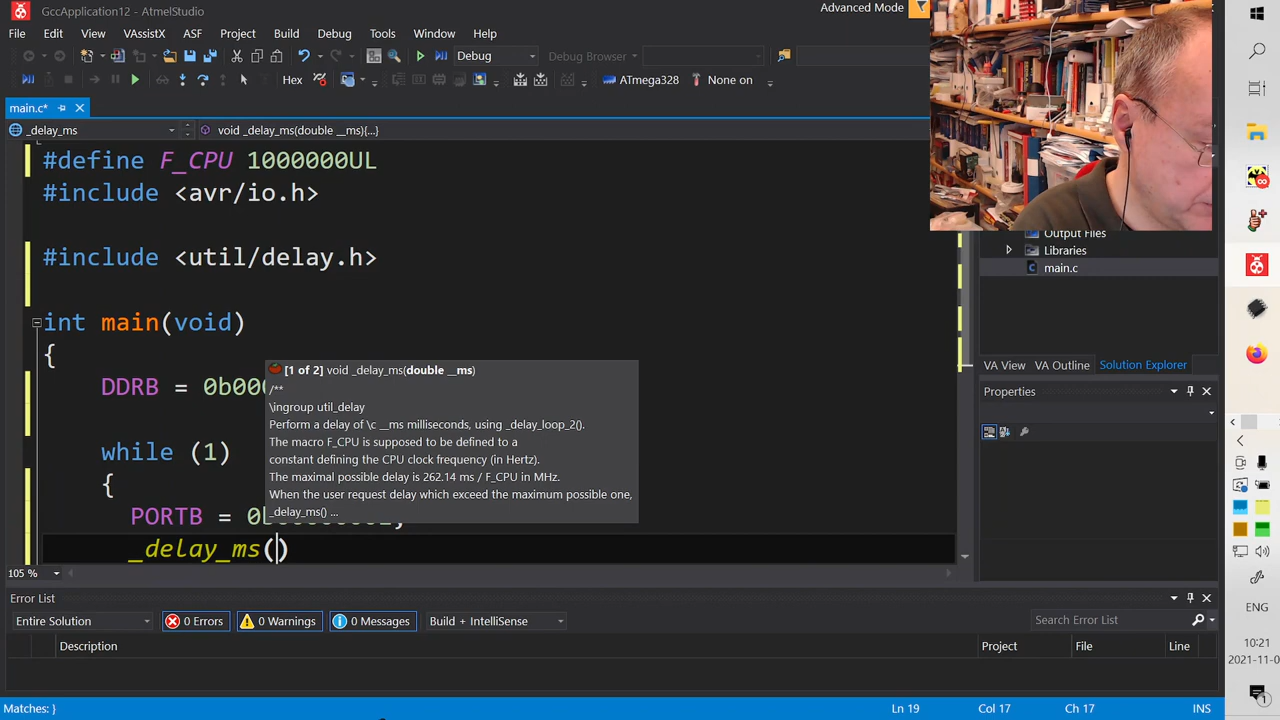 GccApplication12 - AtmelStudio
Advanced Mode
File Edit View VAssistX ASF Project Build Debug Tools Window Help
Debug
Debug Browser
Hex
ATmega328
None on
main.c*
_delay_ms
void _delay_ms(double __ms){...}
#define F_CPU 1000000UL
#include <avr/io.h>
#include <util/delay.h>
int main(void)
{
DDRB = 0b000
while (1)
{
PORTB = 0b
_delay_ms()
[1 of 2] void _delay_ms(double __ms)
/**
\ingroup util_delay
Perform a delay of \c __ms milliseconds, using _delay_loop_2().
The macro F_CPU is supposed to be defined to a
constant defining the CPU clock frequency (in Hertz).
The maximal possible delay is 262.14 ms / F_CPU in MHz.
When the user request delay which exceed the maximum possible one,
_delay_ms() ...
105 %
Output Files
Libraries
main.c
VA View VA Outline Solution Explorer
Properties
Error List
Entire Solution
0 Errors
0 Warnings
0 Messages
Build + IntelliSense
Search Error List
Description Project File Line
Matches: }
Ln 19 Col 17 Ch 17 INS
ENG
10:21
2021-11-0
1